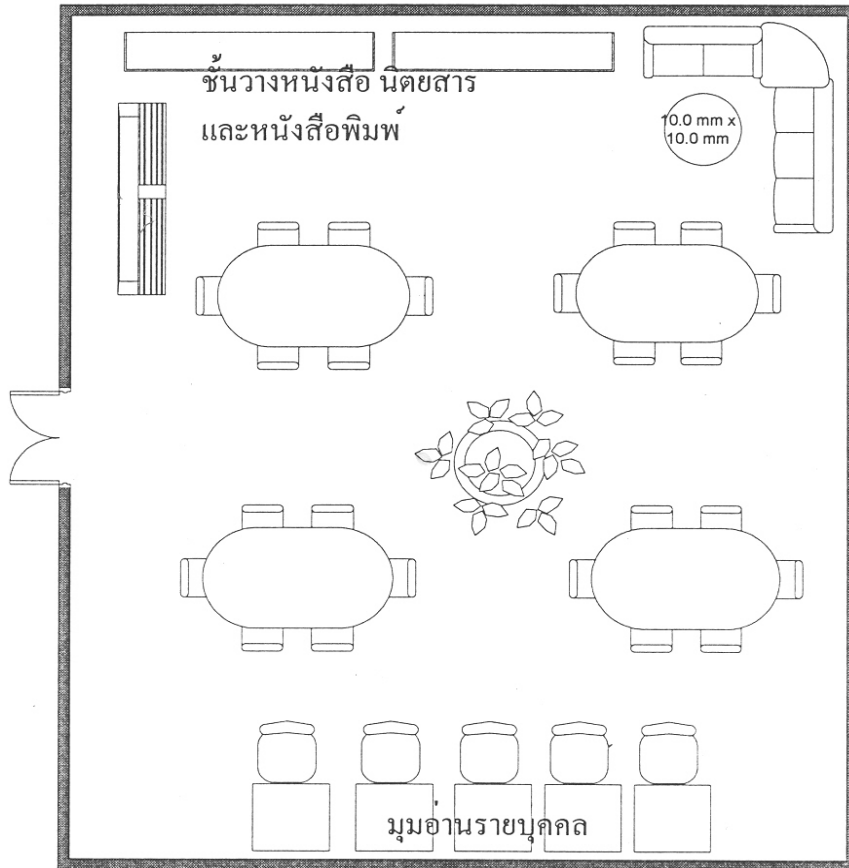 ชั้นวางหนังสือ นิตยสาร
และหนังสือพิมพ์
10.0 mm x
10.0 mm
มุมอ่านรายบุคคล